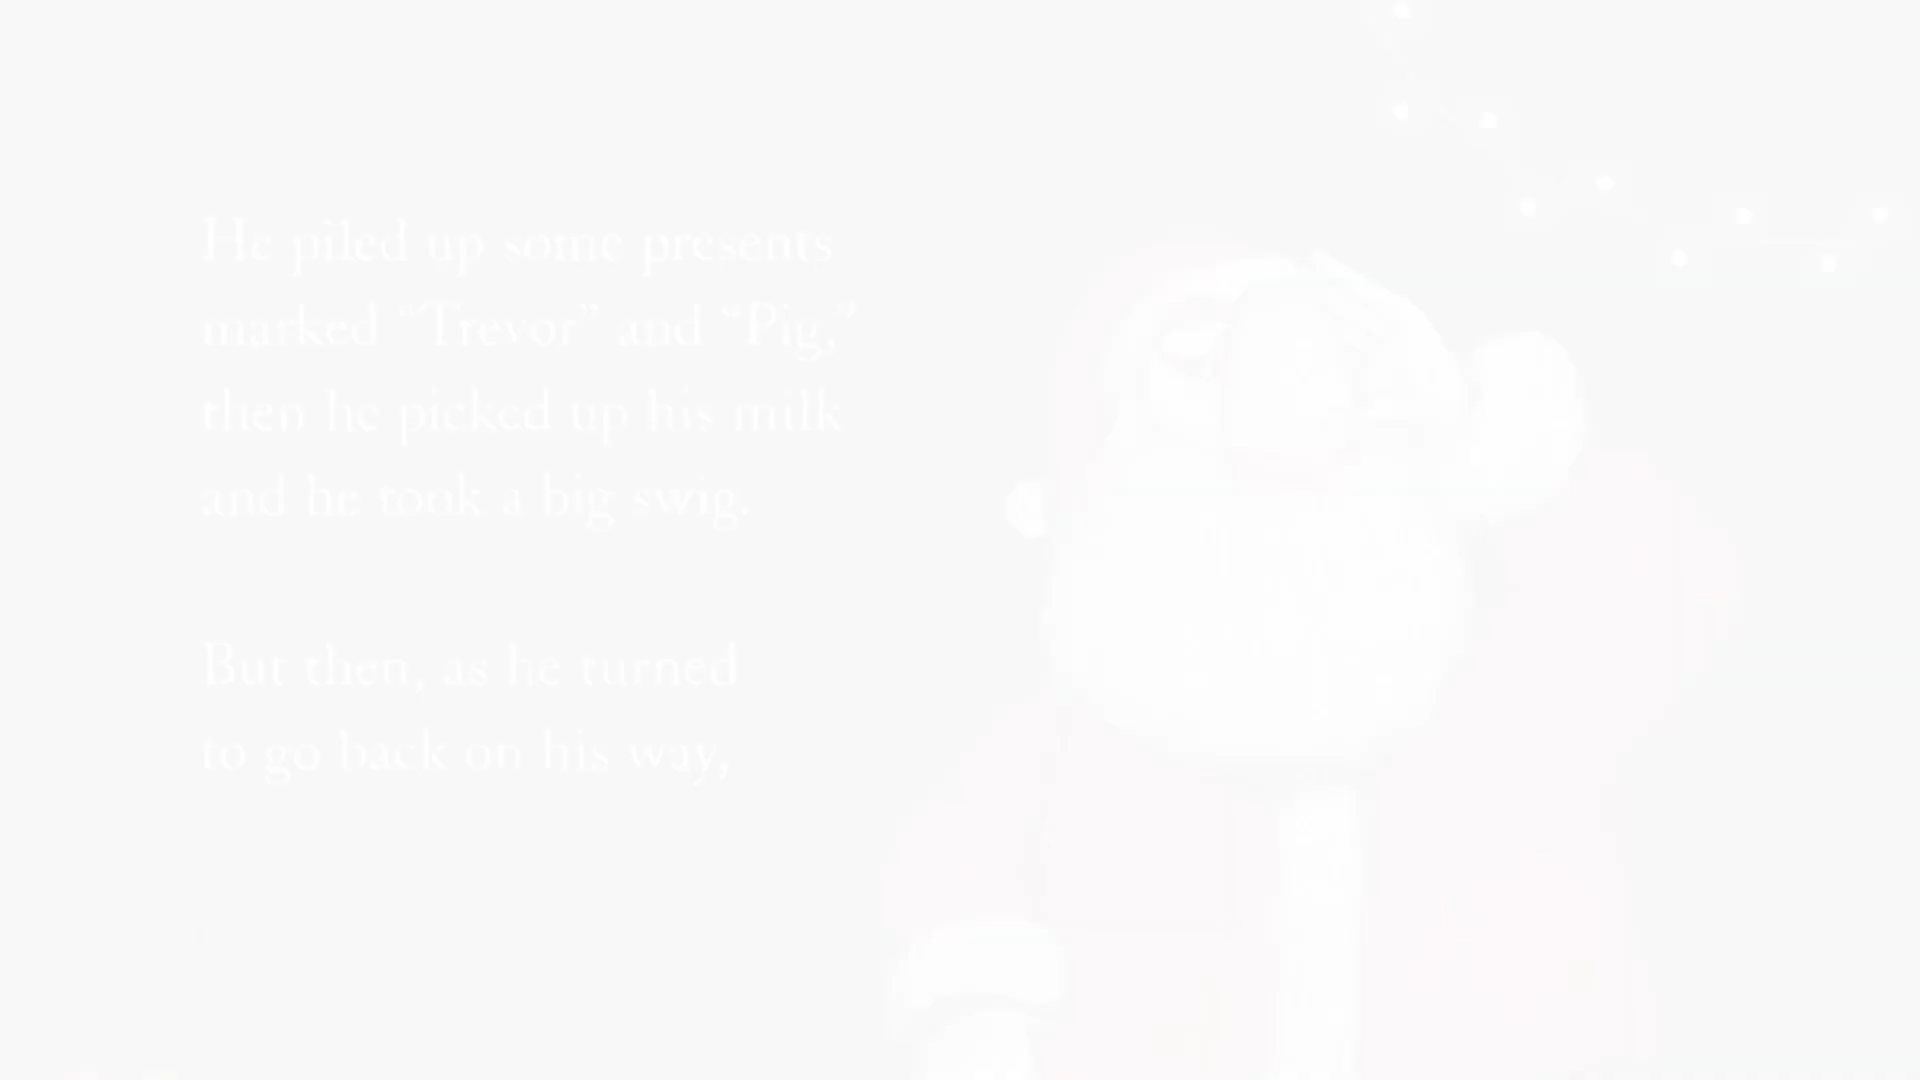 He piled up some presents
marked “Trevor” and “Pig,”
then he picked up his milk
and he took a big swig.
But then, as he turned
to go back on his way,